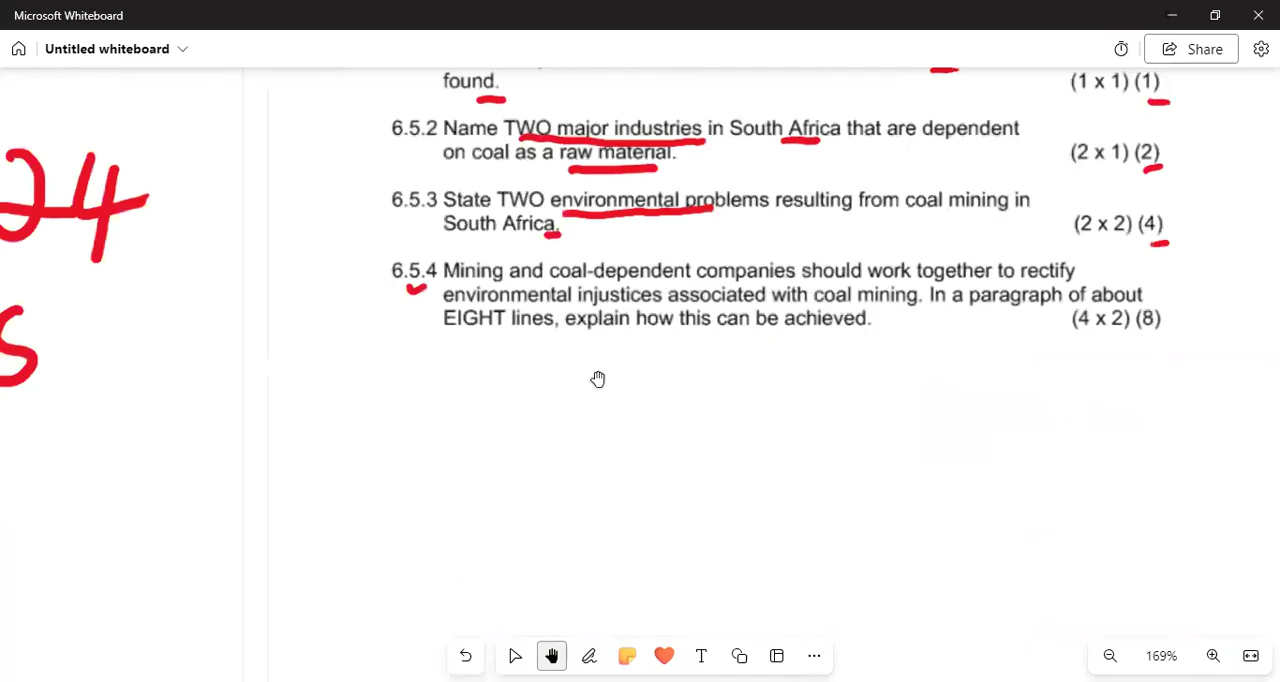 Microsoft Whiteboard
Untitled whiteboard
Share
found. (1 x 1) (1)
6.5.2 Name TWO major industries in South Africa that are dependent
on coal as a raw material. (2 x 1) (2)
24
6.5.3 State TWO environmental problems resulting from coal mining in
South Africa. (2 x 2) (4)
6.5.4 Mining and coal-dependent companies should work together to rectify
environmental injustices associated with coal mining. In a paragraph of about
EIGHT lines, explain how this can be achieved. (4 x 2) (8)
s
T
169%